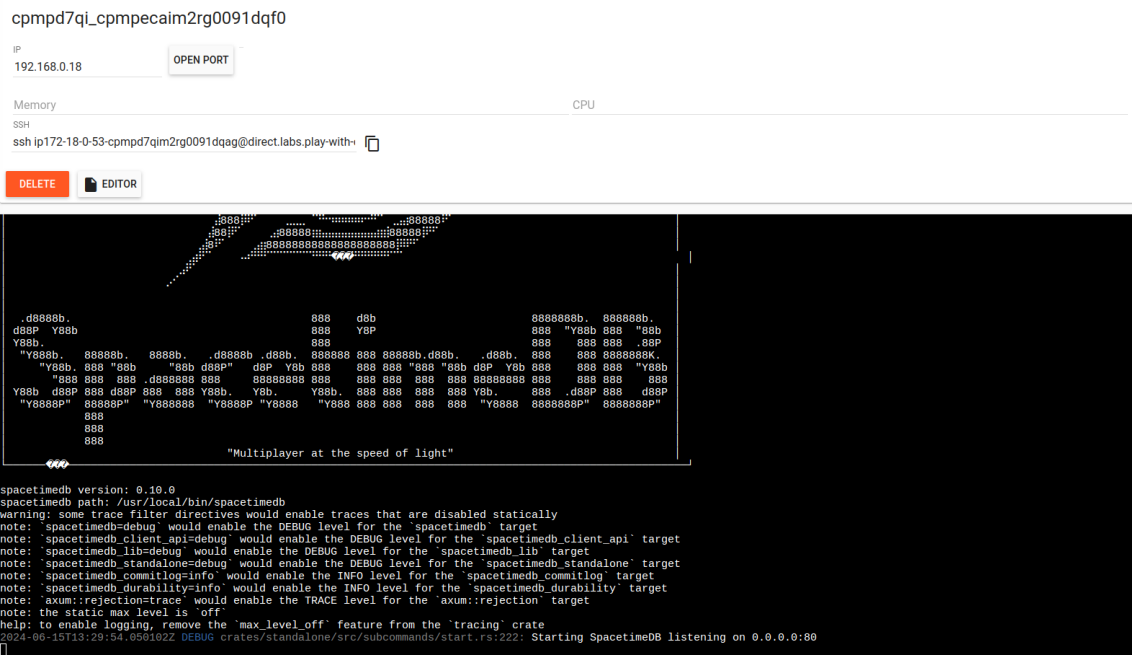 cpmpd7qi_cpmpecaim2rg0091dqf0
IP
192.168.0.18
OPEN PORT
Memory
CPU
SSH
ssh ip172-18-0-53-cpmpd7qim2rg0091dqag@direct.labs.play-with-
DELETE
EDITOR
SpacetimeDB
"Multiplayer at the speed of light"
spacetimedb version: 0.10.0
spacetimedb path: /usr/local/bin/spacetimedb
warning: some trace filter directives would enable traces that are disabled statically
note: `spacetimedb=debug` would enable the DEBUG level for the `spacetimedb` target
note: `spacetimedb_client_api=debug` would enable the DEBUG level for the `spacetimedb_client_api` target
note: `spacetimedb_lib=debug` would enable the DEBUG level for the `spacetimedb_lib` target
note: `spacetimedb_standalone=debug` would enable the DEBUG level for the `spacetimedb_standalone` target
note: `spacetimedb_commitlog=info` would enable the INFO level for the `spacetimedb_commitlog` target
note: `spacetimedb_durability=info` would enable the INFO level for the `spacetimedb_durability` target
note: `axum::rejection=trace` would enable the TRACE level for the `axum::rejection` target
note: the static max level is `off`
help: to enable logging, remove the `max_level_off` feature from the `tracing` crate
2024-06-15T13:29:54.050102Z DEBUG crates/standalone/src/subcommands/start.rs:222: Starting SpacetimeDB listening on 0.0.0.0:80